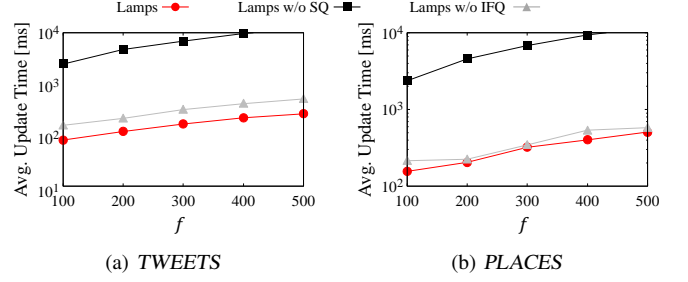 Lamps Lamps w/o SQ Lamps w/o IFQ
Avg. Update Time [ms]
10^4
10^3
10^2
10^1
100 200 300 400 500
f
(a) TWEETS
Avg. Update Time [ms]
10^4
10^3
10^2
100 200 300 400 500
f
(b) PLACES